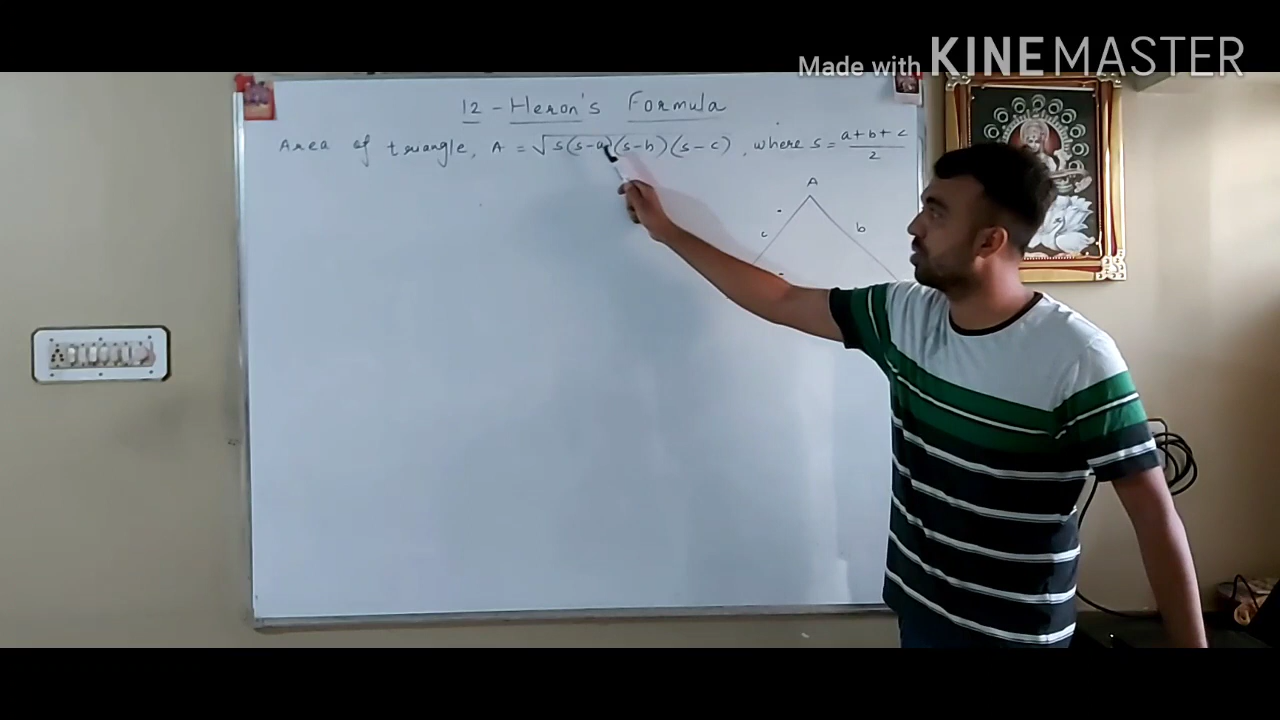 Made with KINEMASTER
12 - Heron's Formula
Area of triangle, A = √s(s-a)(s-b)(s-c), where s = a+b+c/2
A
c b